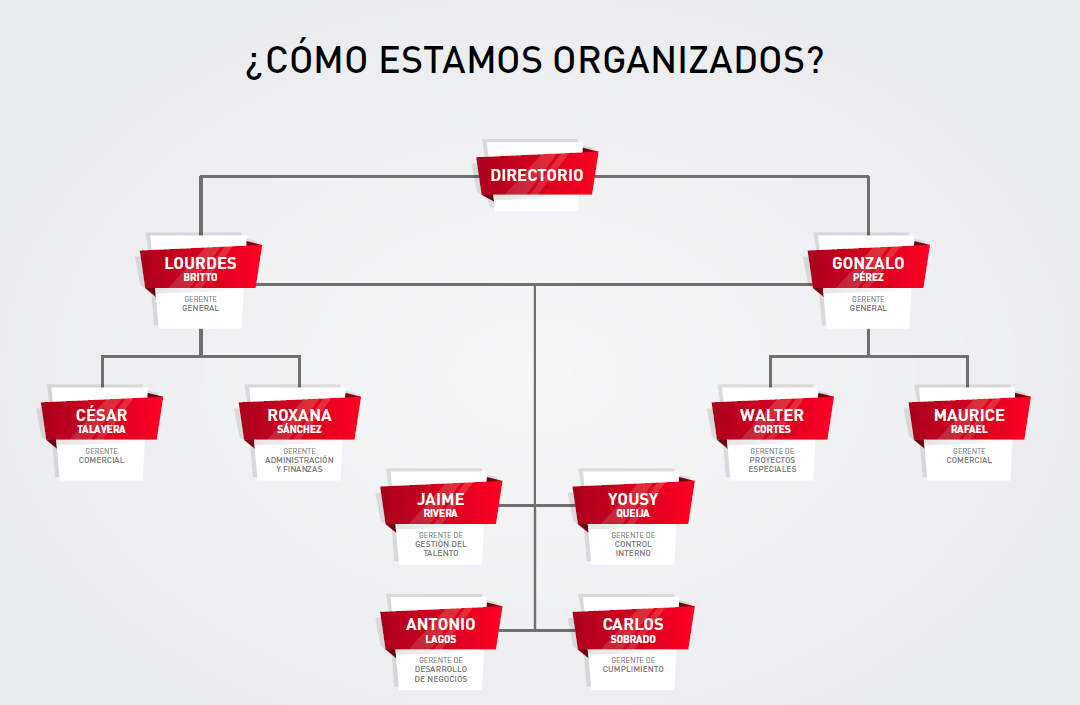 ¿CÓMO ESTAMOS ORGANIZADOS?
DIRECTORIO
LOURDES
BRITTO
GERENTE
GENERAL
GONZALO
PÉREZ
GERENTE
GENERAL
CÉSAR
TALAVERA
GERENTE
COMERCIAL
ROXANA
SÁNCHEZ
GERENTE
ADMINISTRACIÓN
Y FINANZAS
WALTER
CORTES
GERENTE DE
PROYECTOS
ESPECIALES
MAURICE
RAFAEL
GERENTE
COMERCIAL
JAIME
RIVERA
GERENTE DE
GESTIÓN DEL
TALENTO
YOUSY
QUEIJA
GERENTE DE
CONTROL
INTERNO
ANTONIO
LAGOS
GERENTE DE
DESARROLLO
DE NEGOCIOS
CARLOS
SOBRADO
GERENTE DE
CUMPLIMIENTO